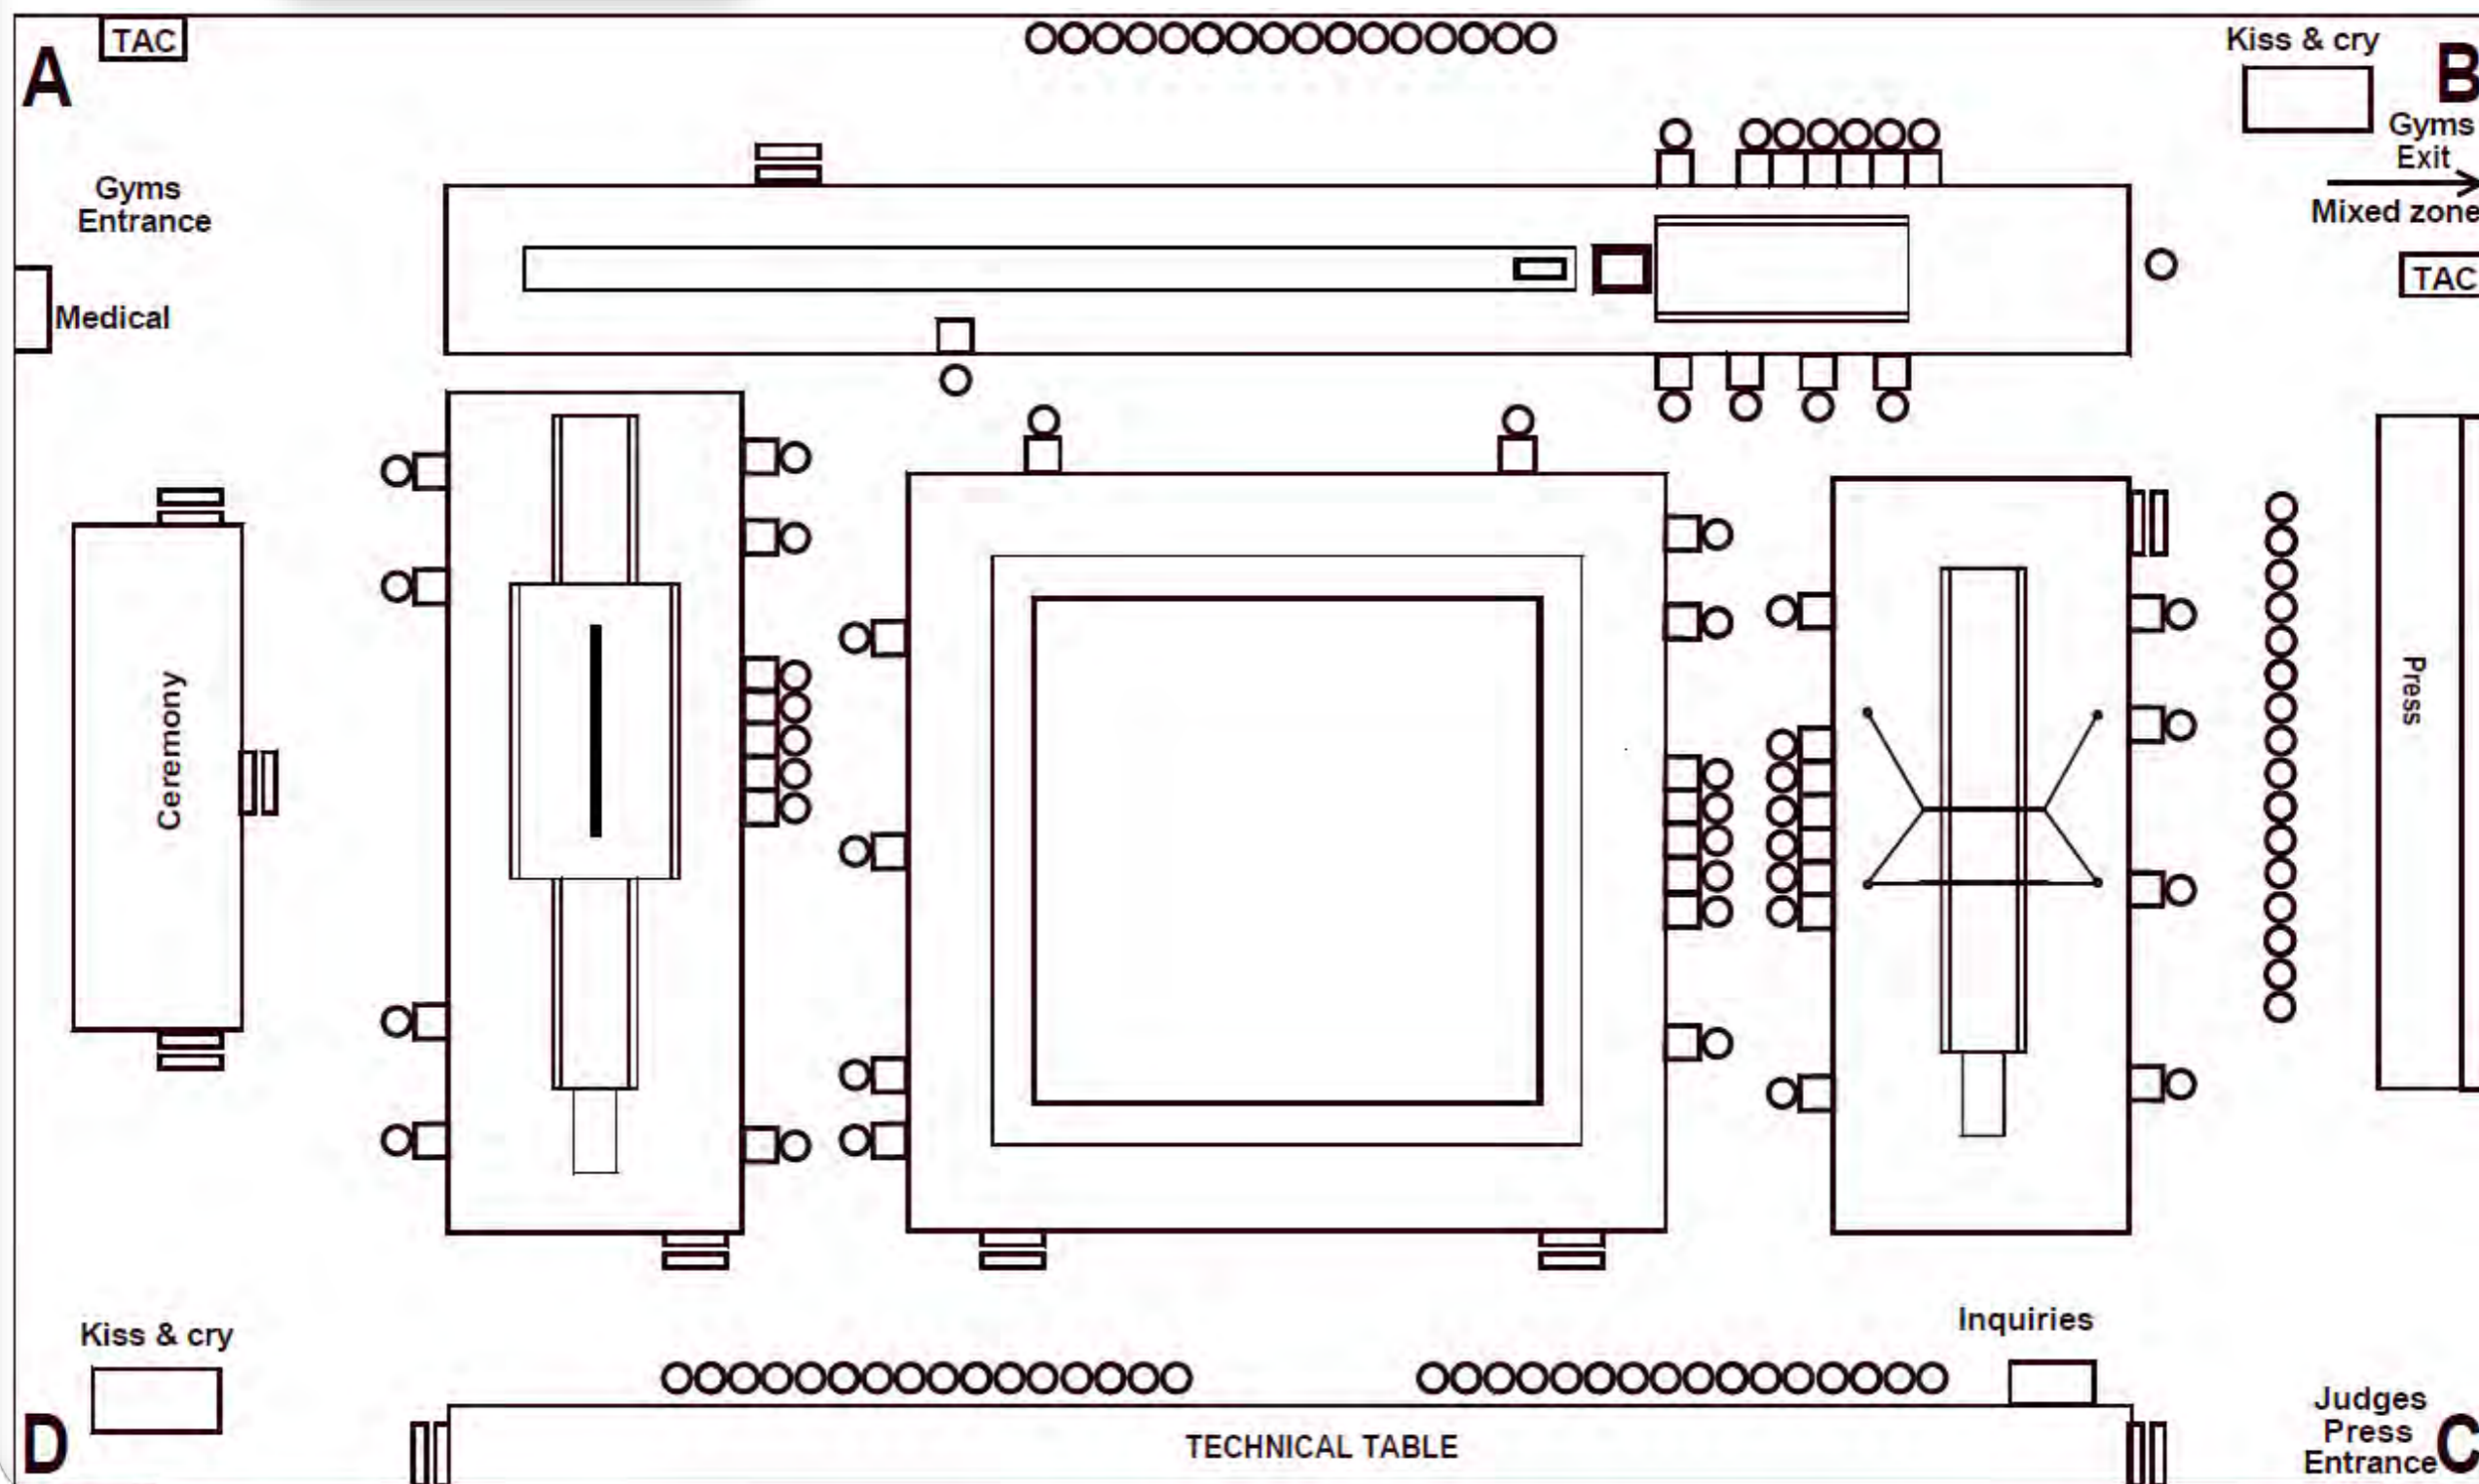 A
TAC
Kiss & cry
B
Gyms
Exit
Mixed zone
TAC
Gyms
Entrance
Medical
Ceremony
Press
Kiss & cry
D
Inquiries
TECHNICAL TABLE
Judges
Press
Entrance
C